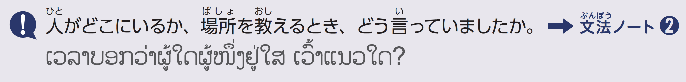 人がどこにいるか、場所を教えるとき、どう言っていましたか。 ➡ 文法ノート❷
ເວລາບອກວ່າຜູ້ໃດຜູ້ໜຶ່ງຢູ່ໃສ ເວົ້າແນວໃດ?